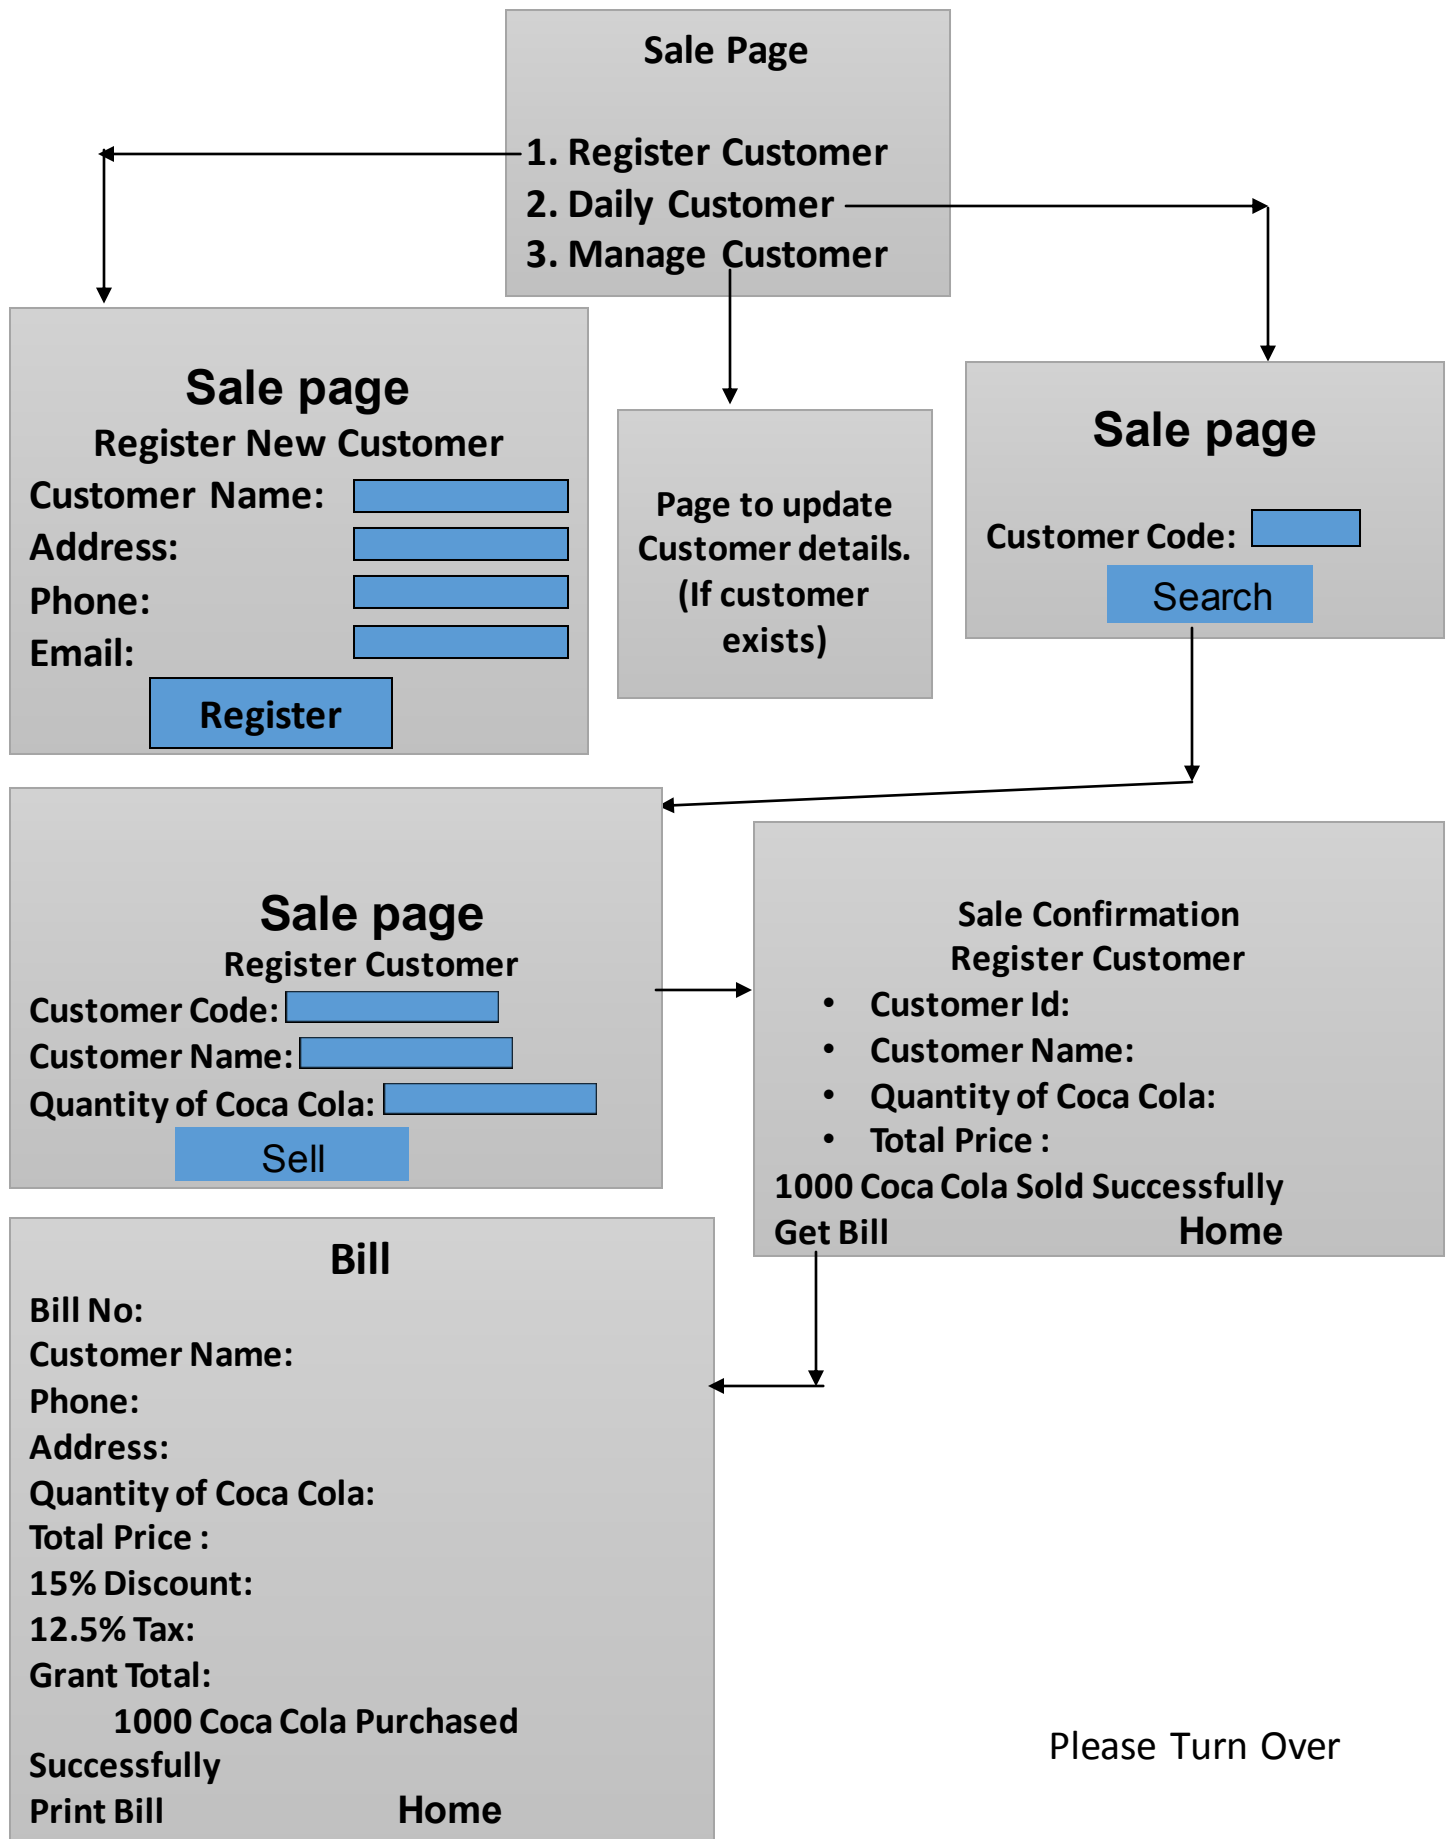 Sale Page
1. Register Customer
2. Daily Customer
3. Manage Customer
Sale page
Register New Customer
Customer Name:
Address:
Phone:
Email:
Register
Page to update
Customer details.
(If customer
exists)
Sale page
Customer Code:
Search
Sale page
Register Customer
Customer Code:
Customer Name:
Quantity of Coca Cola:
Sell
Sale Confirmation
Register Customer
• Customer Id:
• Customer Name:
• Quantity of Coca Cola:
• Total Price :
1000 Coca Cola Sold Successfully
Get Bill Home
Bill
Bill No:
Customer Name:
Phone:
Address:
Quantity of Coca Cola:
Total Price :
15% Discount:
12.5% Tax:
Grant Total:
1000 Coca Cola Purchased
Successfully
Print Bill Home
Please Turn Over